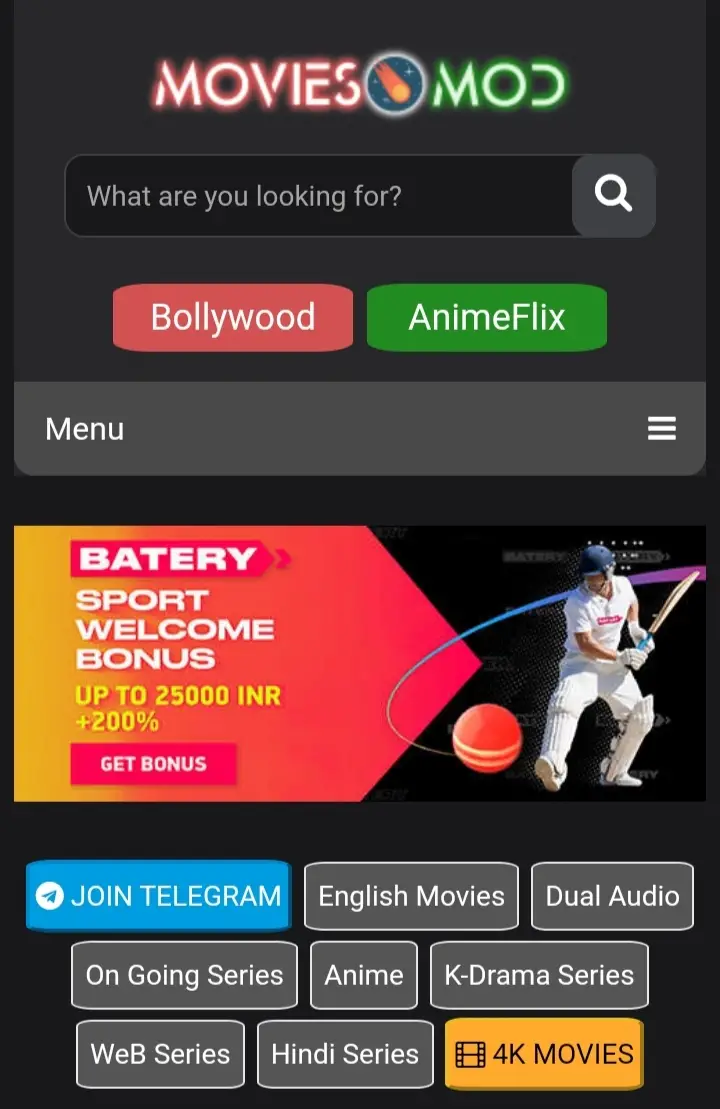 MOVIES MOD
What are you looking for?
Bollywood
AnimeFlix
Menu
BATERY
SPORT
WELCOME
BONUS
UP TO 25000 INR
+200%
GET BONUS
JOIN TELEGRAM
English Movies
Dual Audio
On Going Series
Anime
K-Drama Series
WeB Series
Hindi Series
4K MOVIES